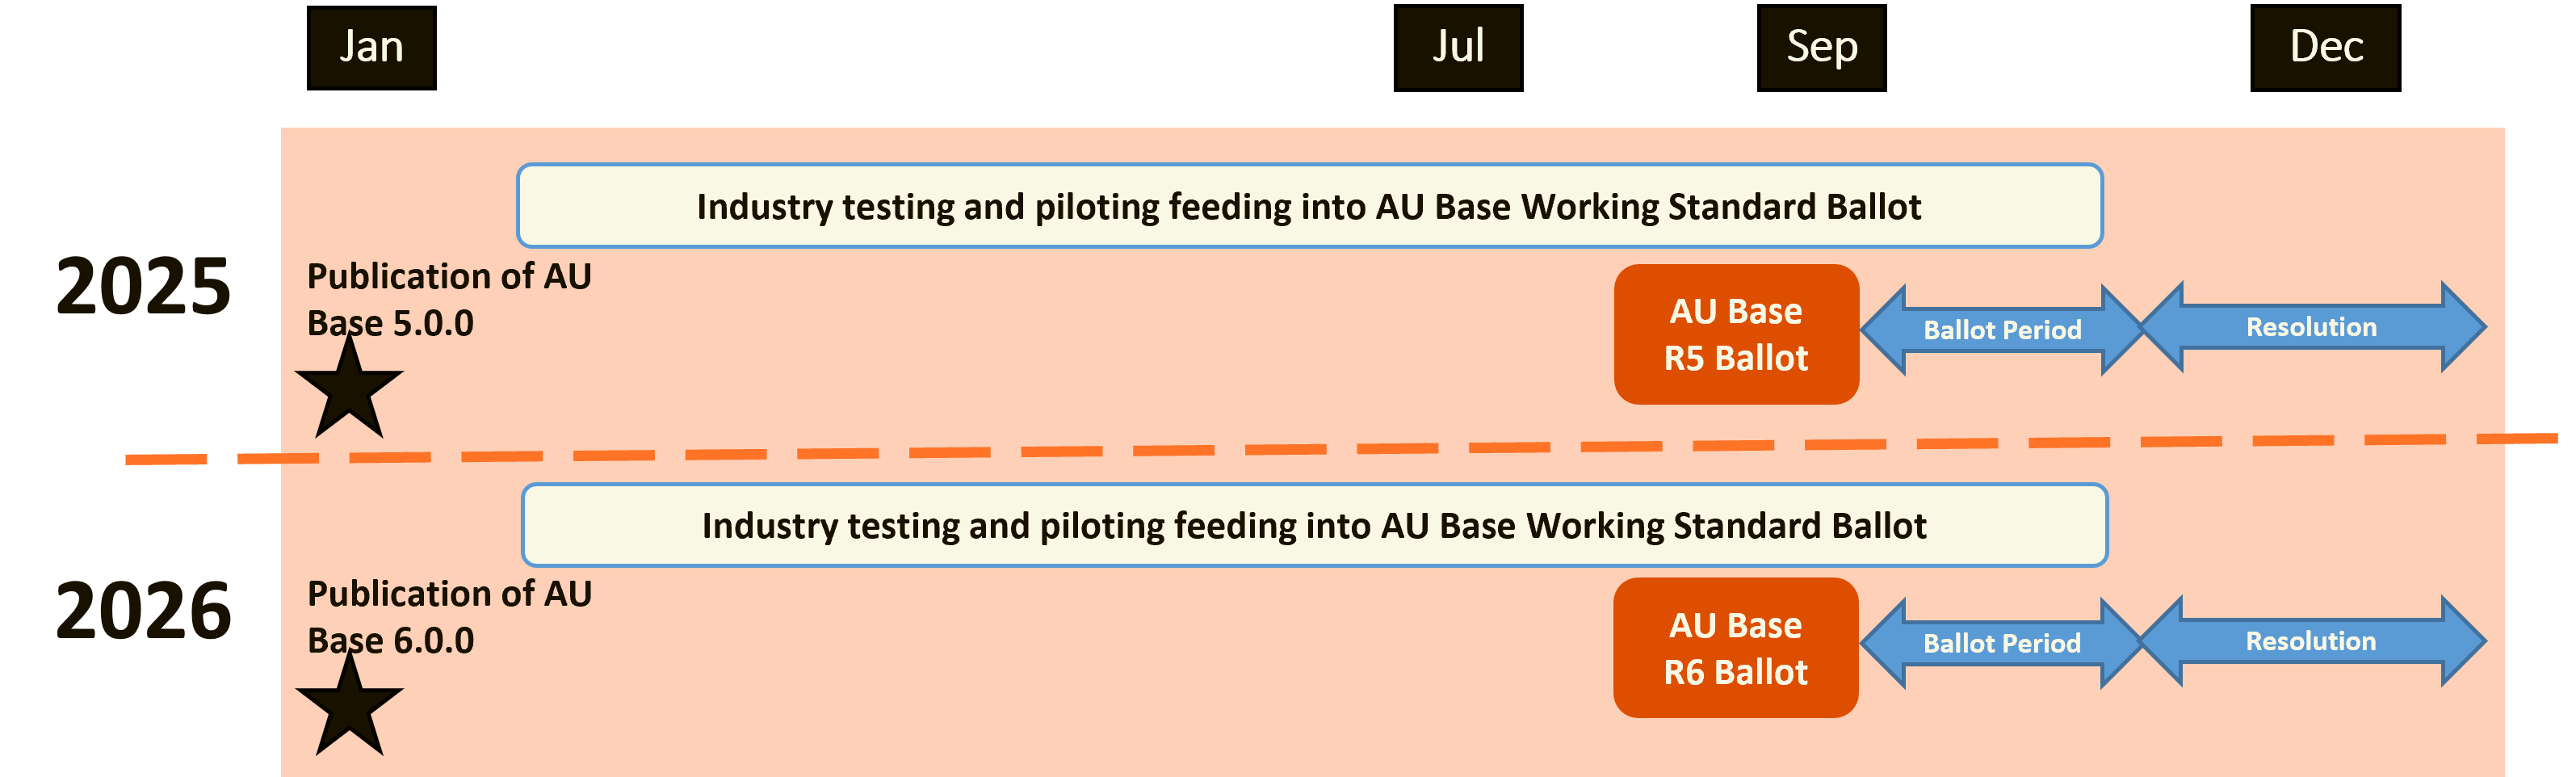 Jan
Jul
Sep
Dec
2025
Industry testing and piloting feeding into AU Base Working Standard Ballot
Publication of AU
Base 5.0.0
AU Base
R5 Ballot
Ballot Period
Resolution
2026
Industry testing and piloting feeding into AU Base Working Standard Ballot
Publication of AU
Base 6.0.0
AU Base
R6 Ballot
Ballot Period
Resolution